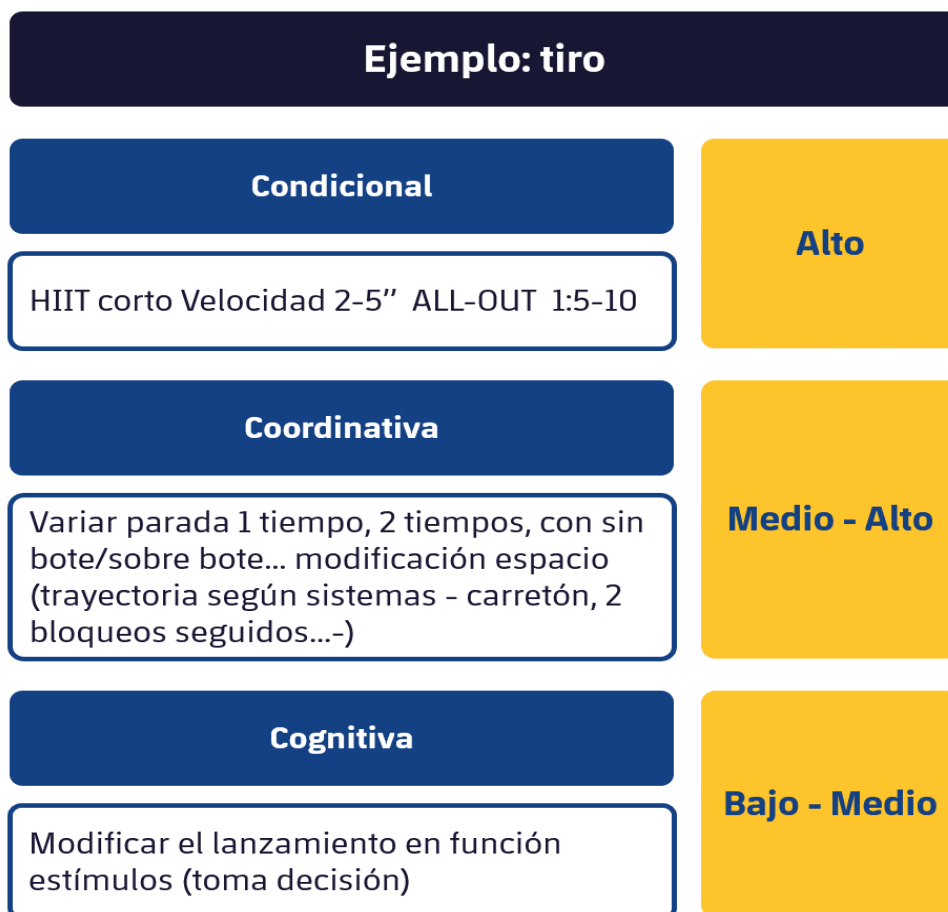 Ejemplo: tiro
Condicional
Alto
HIIT corto Velocidad 2-5’’ ALL-OUT 1:5-10
Coordinativa
Medio - Alto
Variar parada 1 tiempo, 2 tiempos, con sin
bote/sobre bote... modificación espacio
(trayectoria según sistemas - carretón, 2
bloqueos seguidos...-)
Cognitiva
Bajo - Medio
Modificar el lanzamiento en función
estímulos (toma decisión)